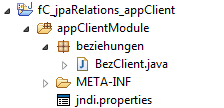 fC_jpaRelations_appClient
appClientModule
beziehungen
BezClient.java
META-INF
jndi.properties